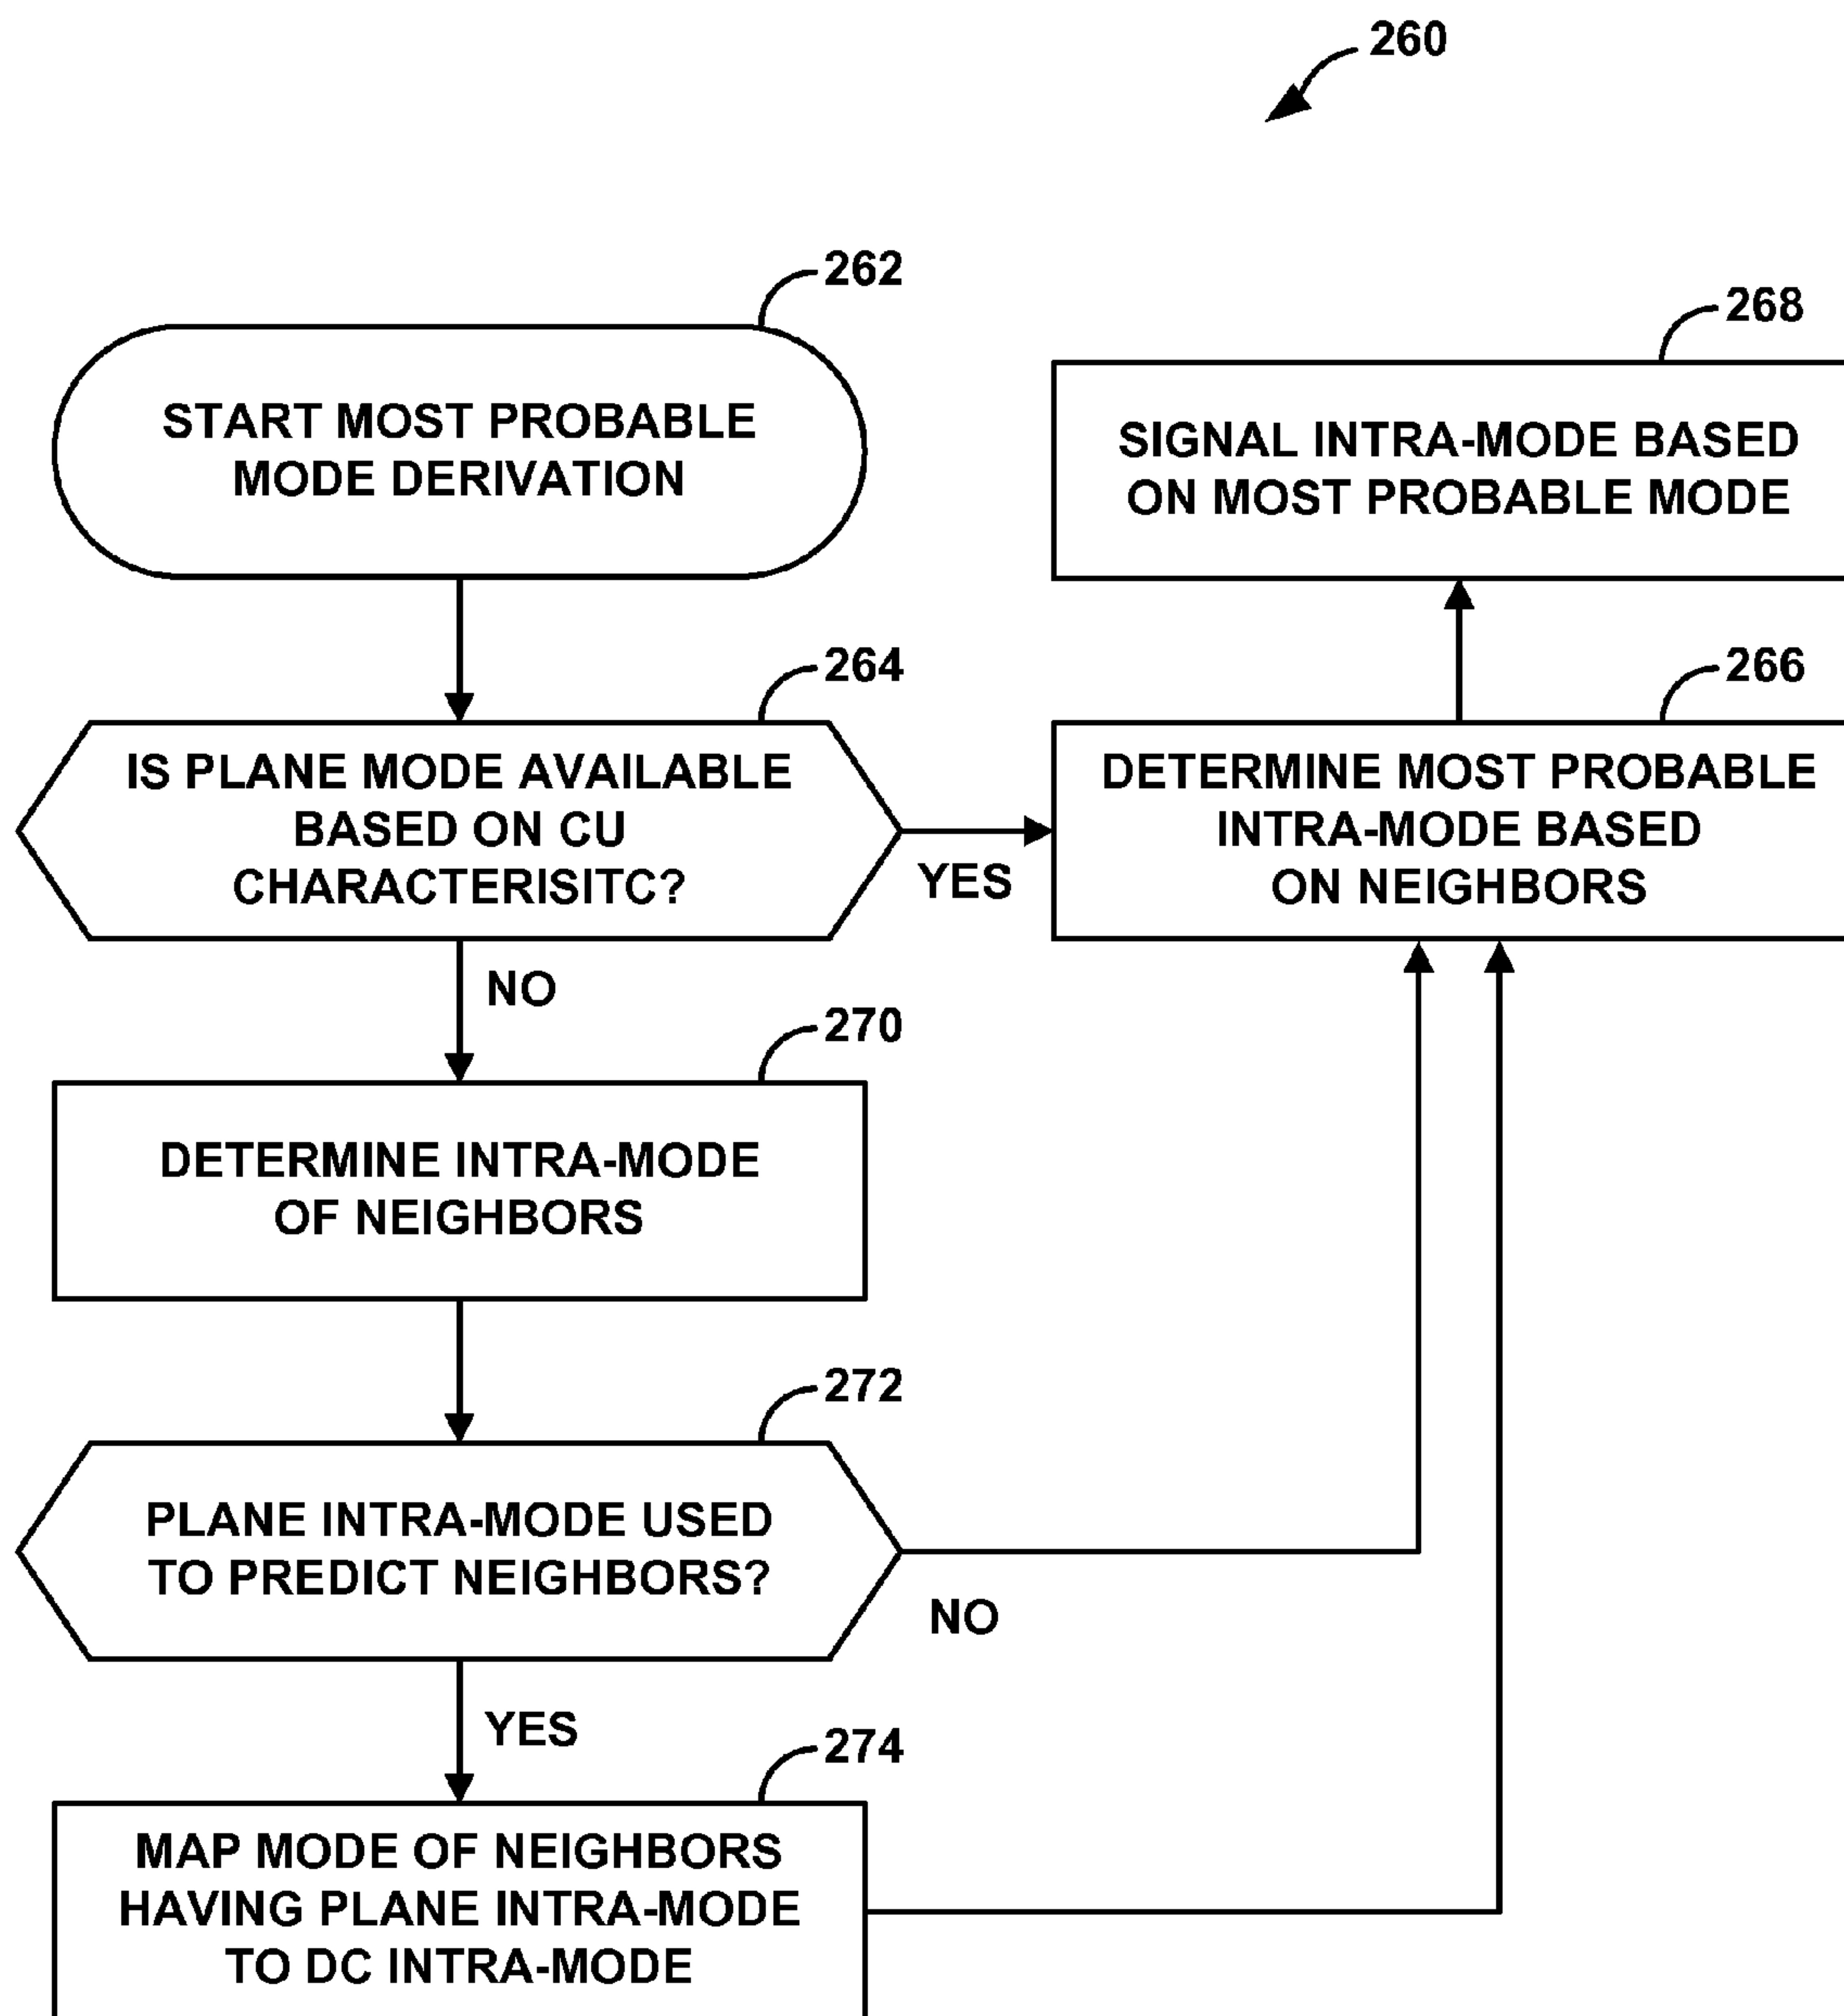 260
262
START MOST PROBABLE
MODE DERIVATION
268
SIGNAL INTRA-MODE BASED
ON MOST PROBABLE MODE
264
IS PLANE MODE AVAILABLE
BASED ON CU
CHARACTERISITC?
YES
266
DETERMINE MOST PROBABLE
INTRA-MODE BASED
ON NEIGHBORS
NO
270
DETERMINE INTRA-MODE
OF NEIGHBORS
272
PLANE INTRA-MODE USED
TO PREDICT NEIGHBORS?
NO
YES
274
MAP MODE OF NEIGHBORS
HAVING PLANE INTRA-MODE
TO DC INTRA-MODE